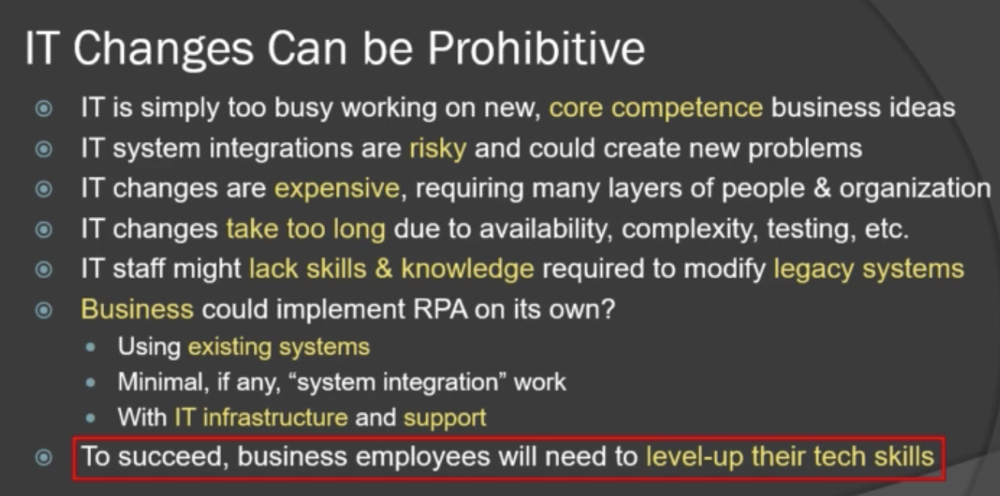 IT Changes Can be Prohibitive
IT is simply too busy working on new, core competence business ideas
IT system integrations are risky and could create new problems
IT changes are expensive, requiring many layers of people & organization
IT changes take too long due to availability, complexity, testing, etc.
IT staff might lack skills & knowledge required to modify legacy systems
Business could implement RPA on its own?
Using existing systems
Minimal, if any, “system integration” work
With IT infrastructure and support
To succeed, business employees will need to level-up their tech skills